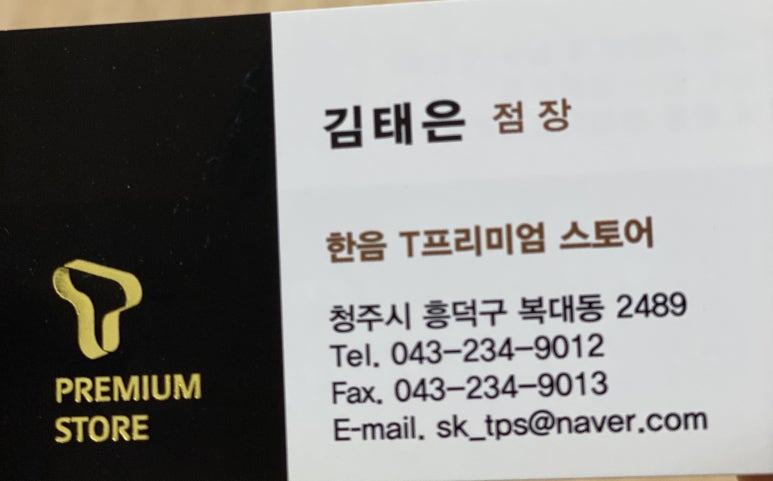 김태은 점장
한음 T프리미엄 스토어
청주시 흥덕구 복대동 2489
Tel. 043-234-9012
Fax. 043-234-9013
E-mail. sk_tps@naver.com
PREMIUM
STORE